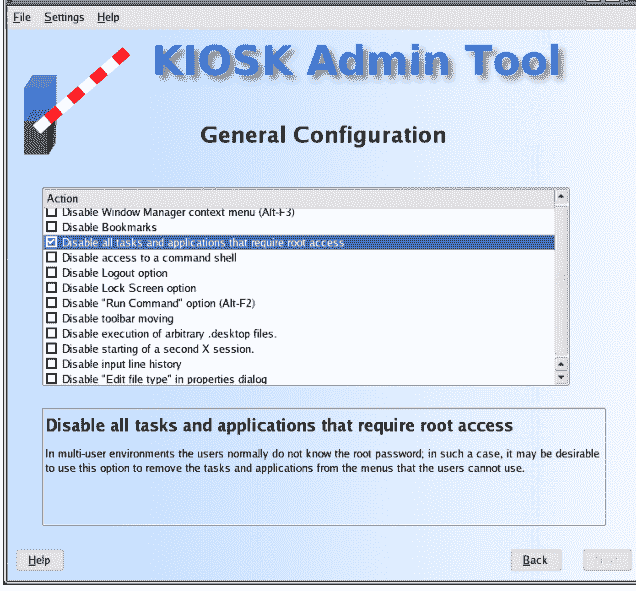 File Settings Help
KIOSK Admin Tool
General Configuration
Action
Disable Window Manager context menu (Alt-F3)
Disable Bookmarks
Disable all tasks and applications that require root access
Disable access to a command shell
Disable Logout option
Disable Lock Screen option
Disable "Run Command" option (Alt-F2)
Disable toolbar moving
Disable execution of arbitrary .desktop files.
Disable starting of a second X session.
Disable input line history
Disable "Edit file type" in properties dialog
Disable all tasks and applications that require root access
In multi-user environments the users normally do not know the root password; in such a case, it may be desirable
to use this option to remove the tasks and applications from the menus that the users cannot use.
Help Back